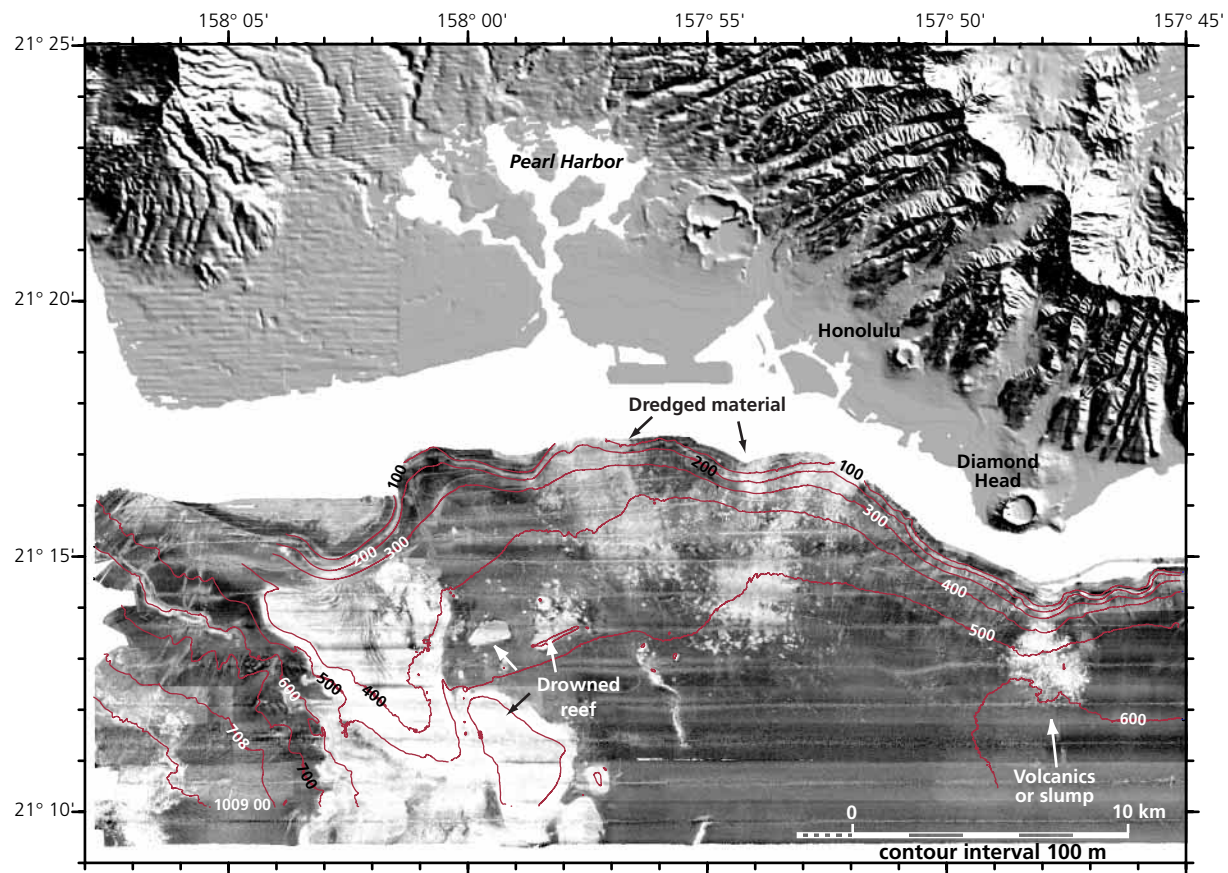 158° 05' 158° 00' 157° 55' 157° 50' 157° 45'
21° 25'
Pearl Harbor
21° 20'
Honolulu
Dredged material
Diamond
Head
100
200
100
300
200
300
21° 15'
400
500
Drowned
reef
600
500
400
600
708
700
Volcanics
or slump
1009 00
21° 10'
0 10 km
contour interval 100 m